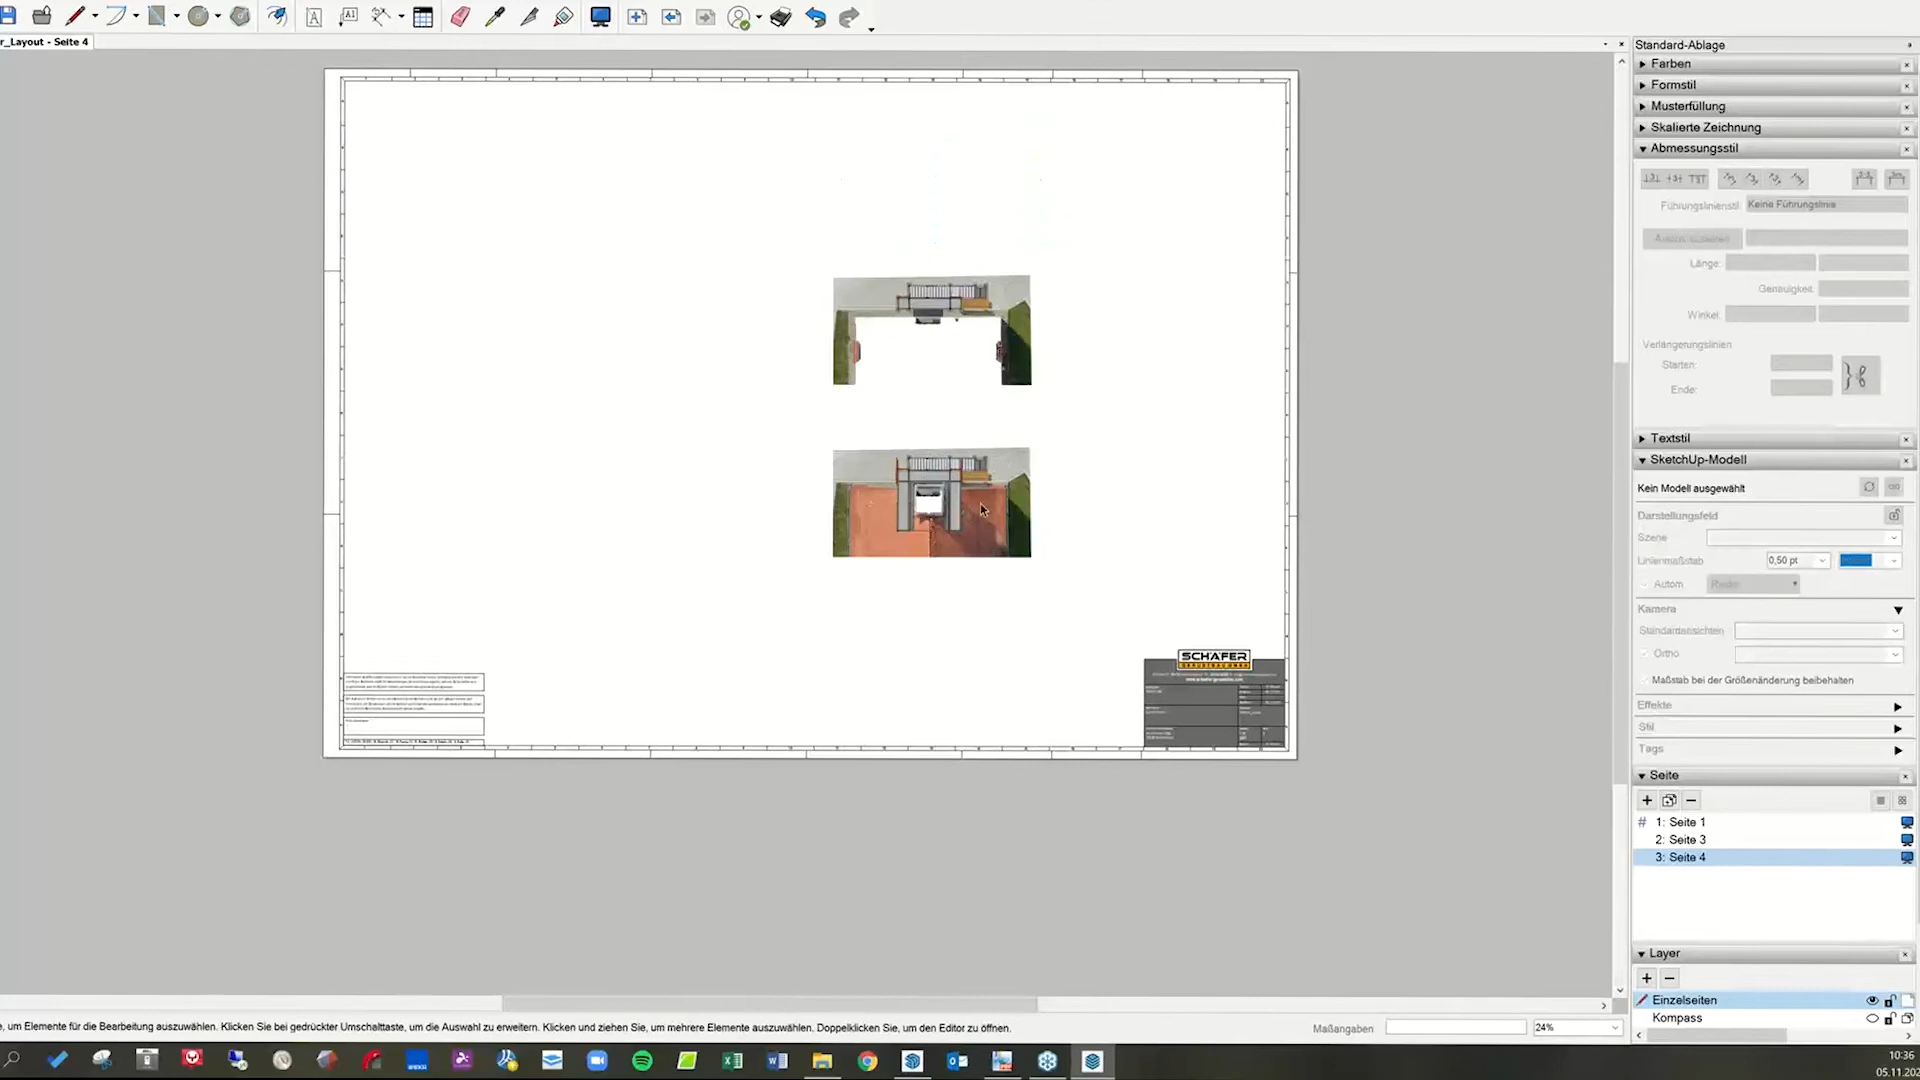 r_Layout - Seite 4
Standard-Ablage
Farben
Formstil
Musterfüllung
Skalierte Zeichnung
Abmessungsstil
Führungslinienstil: Keine Führungslinie
Länge:
Genauigkeit:
Winkel:
Verlängerungslinien
Starten:
Ende:
Textstil
SketchUp-Modell
Kein Modell ausgewählt
Darstellungsfeld
Szene
Linienmaßstab 0,50 pt
Autom
Kamera
Standardansichten
Ortho
Maßstab bei der Größenänderung beibehalten
Effekte
Stil
Tags
Seite
# 1: Seite 1
2: Seite 3
3: Seite 4
Layer
Einzelseiten
Kompass
SCHÄFER
, um Elemente für die Bearbeitung auszuwählen. Klicken Sie bei gedrückter Umschalttaste, um die Auswahl zu erweitern. Klicken und ziehen Sie, um mehrere Elemente auszuwählen. Doppelklicken Sie, um den Editor zu öffnen.
Maßangaben
24%
10:36
05.11.202